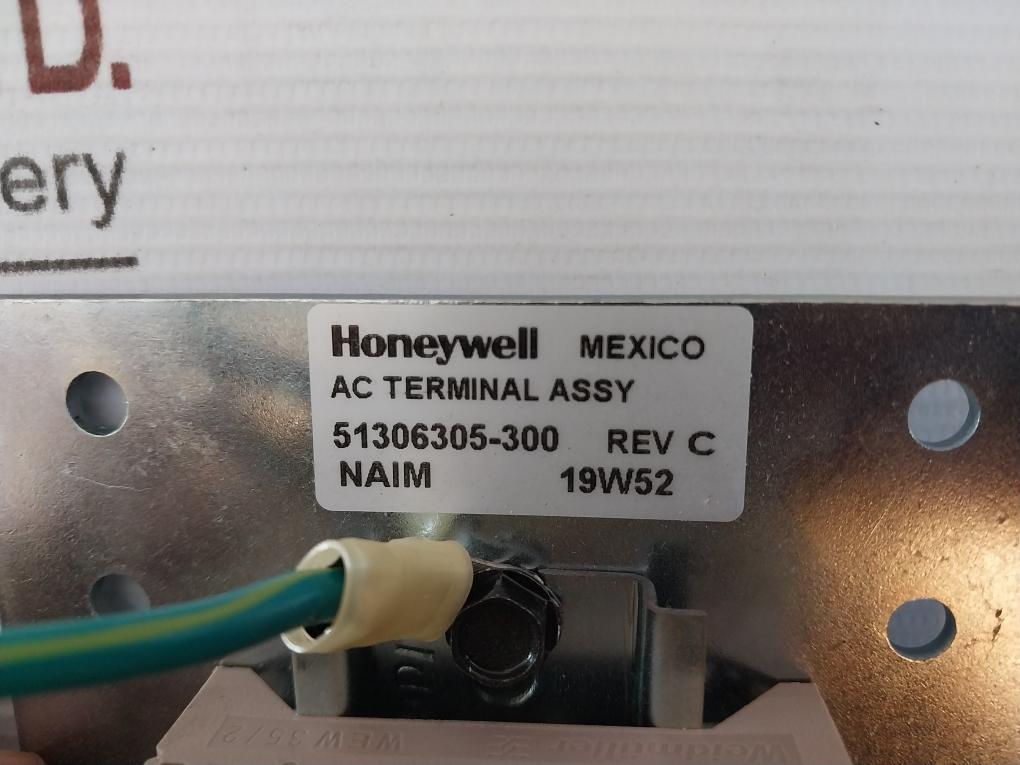 D.
ery
Honeywell MEXICO
AC TERMINAL ASSY
51306305-300 REV C
NAIM 19W52
WEW 35/2 Weidmüller